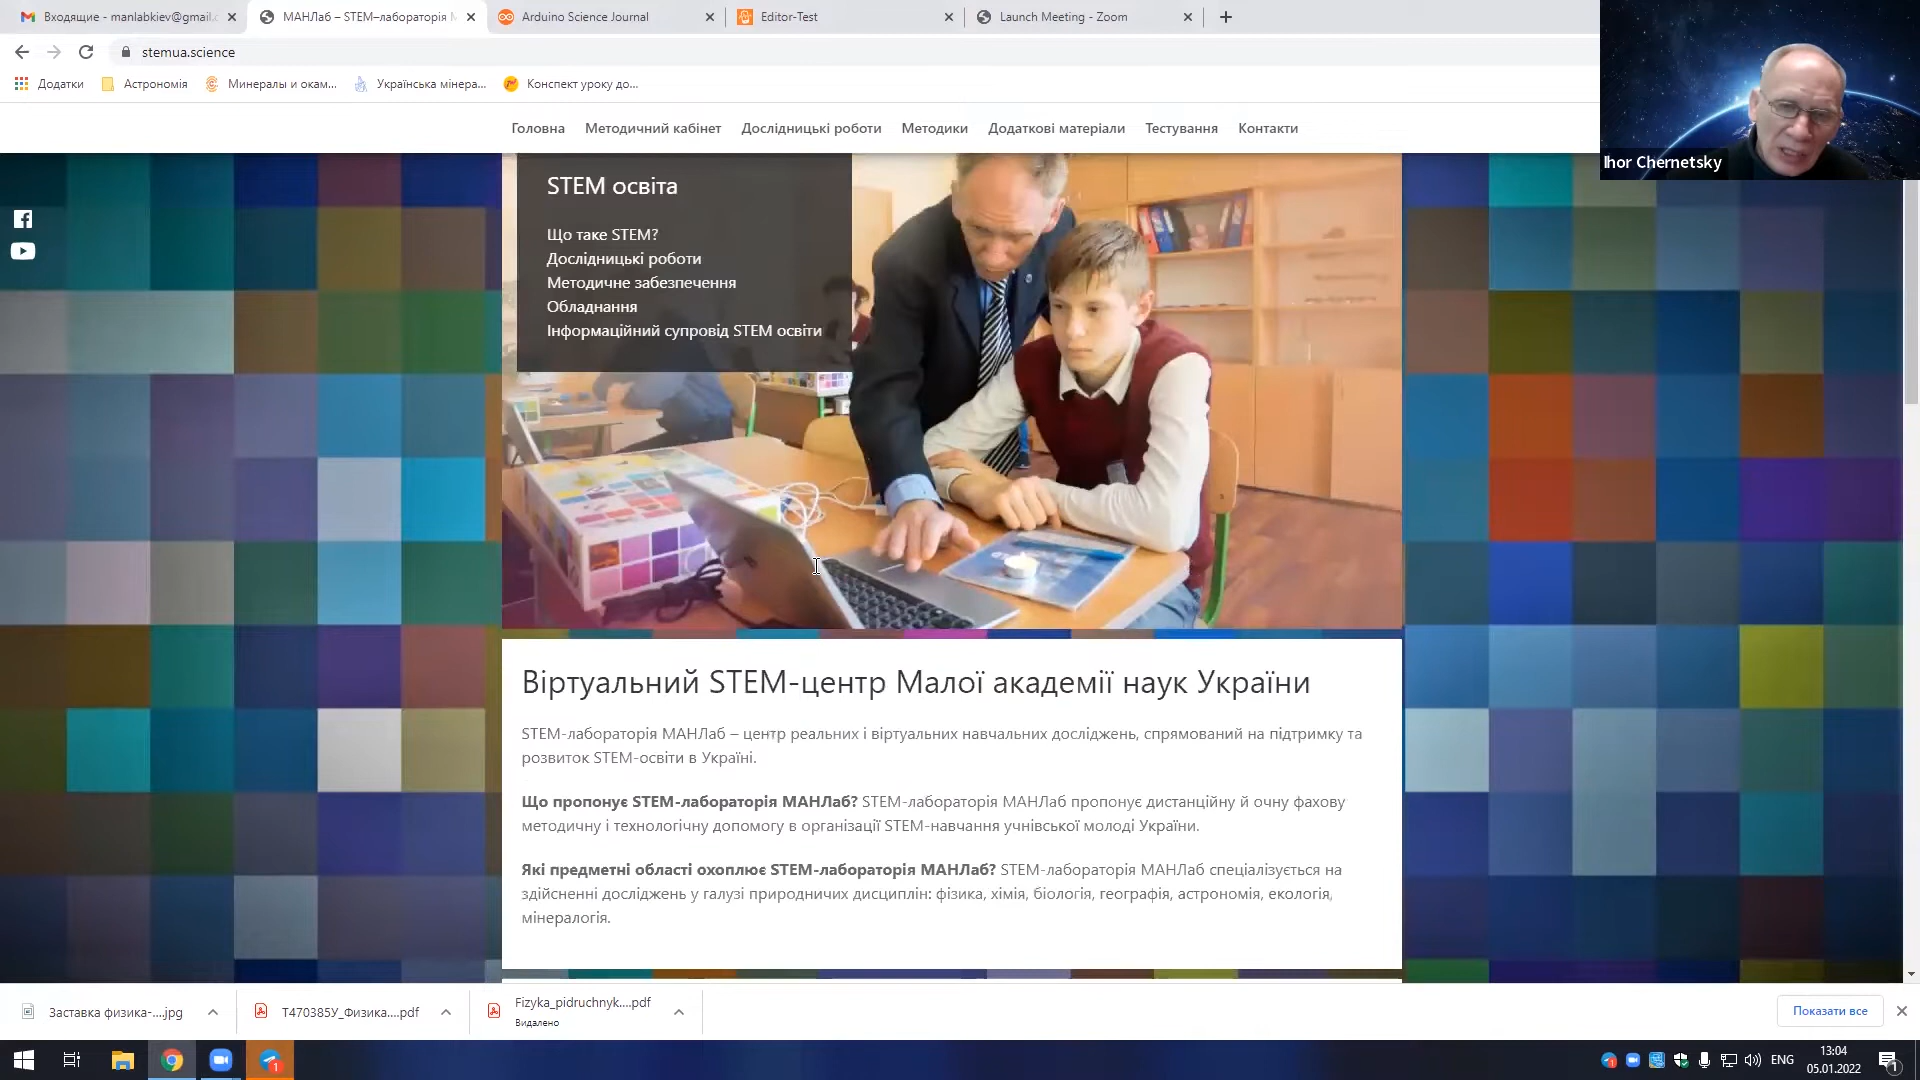 Входящие - manlabkiev@gmail.
МАНЛаб – STEM–лабораторія М
Arduino Science Journal
Editor-Test
Launch Meeting - Zoom
stemua.science
Додатки
Астрономія
Минералы и окам...
Українська мінера...
Конспект уроку до...
Головна
Методичний кабінет
Дослідницькі роботи
Методики
Додаткові матеріали
Тестування
Контакти
Ihor Chernetsky
STEM освіта
Що таке STEM?
Дослідницькі роботи
Методичне забезпечення
Обладнання
Інформаційний супровід STEM освіти
Віртуальний STEM-центр Малої академії наук України
STEM-лабораторія МАНЛаб – центр реальних і віртуальних навчальних досліджень, спрямований на підтримку та
розвиток STEM-освіти в Україні.
Що пропонує STEM-лабораторія МАНЛаб? STEM-лабораторія МАНЛаб пропонує дистанційну й очну фахову
методичну і технологічну допомогу в організації STEM-навчання учнівської молоді України.
Які предметні області охоплює STEM-лабораторія МАНЛаб? STEM-лабораторія МАНЛаб спеціалізується на
здійсненні досліджень у галузі природничих дисциплін: фізика, хімія, біологія, географія, астрономія, екологія,
мінералогія.
Заставка физика-....jpg
Т470385У_Физика....pdf
Fizyka_pidruchnyk....pdf
Видалено
Показати все
1
1
ENG
13:04
05.01.2022
1